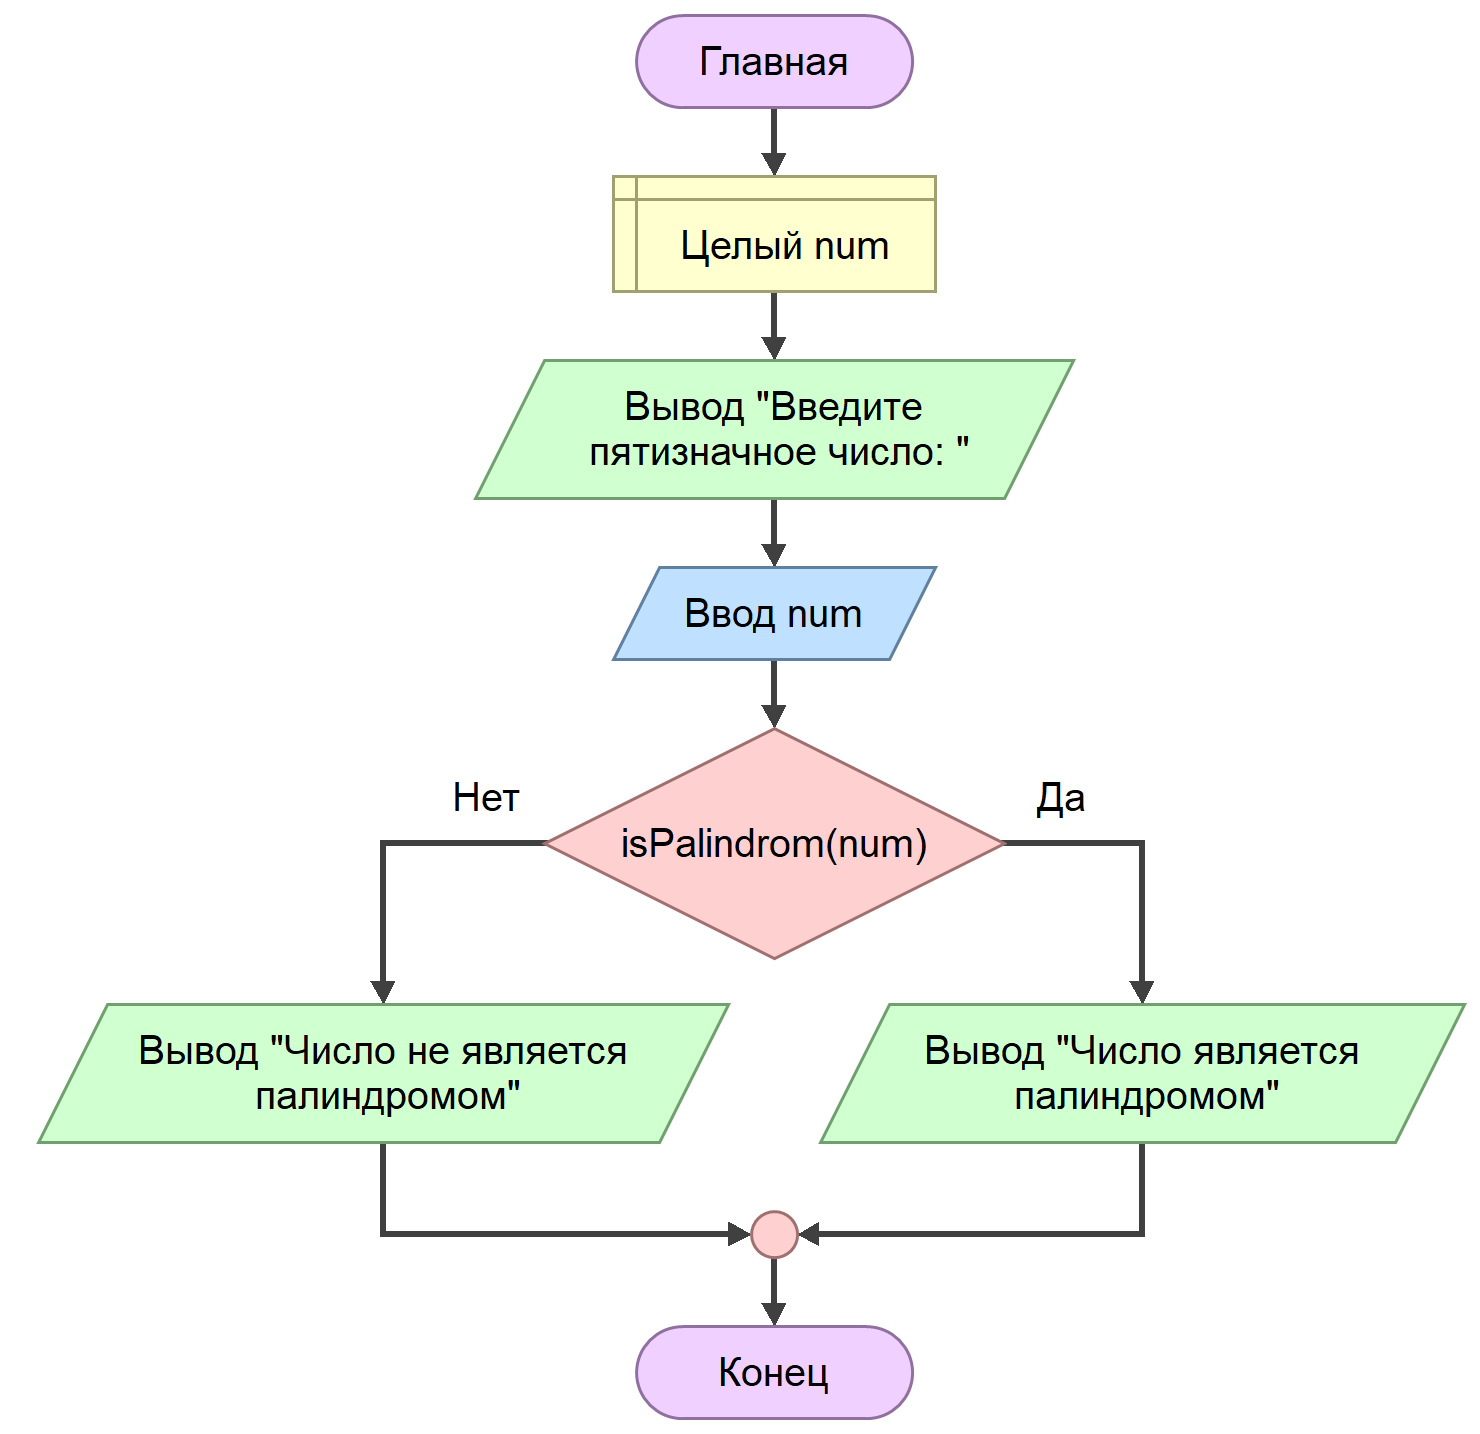 Главная
Целый num
Вывод "Введите
пятизначное число: "
Ввод num
Нет
Да
isPalindrom(num)
Вывод "Число не является
палиндромом"
Вывод "Число является
палиндромом"
Конец